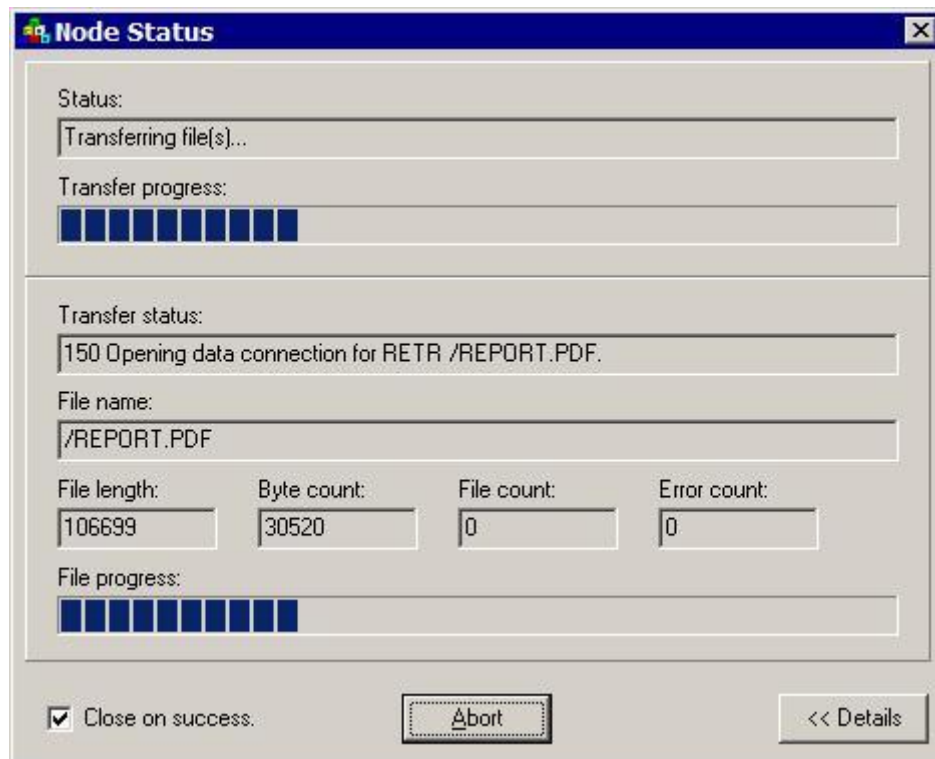 Node Status
Status:
Transferring file(s)...
Transfer progress:
Transfer status:
150 Opening data connection for RETR /REPORT.PDF.
File name:
/REPORT.PDF
File length: Byte count: File count: Error count:
106699 30520 0 0
File progress:
Close on success. Abort << Details